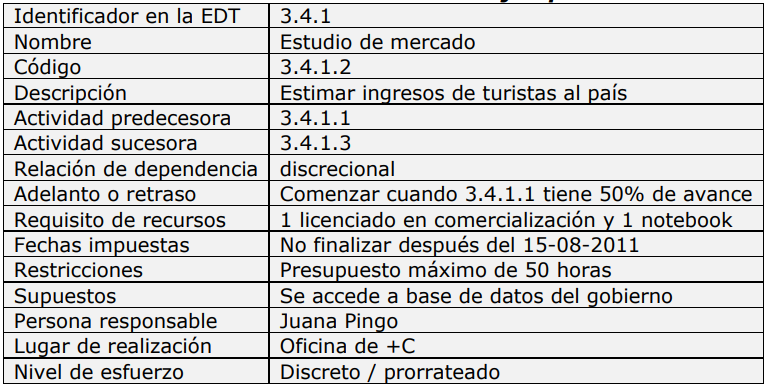 Identificador en la EDT 3.4.1
Nombre Estudio de mercado
Código 3.4.1.2
Descripción Estimar ingresos de turistas al país
Actividad predecesora 3.4.1.1
Actividad sucesora 3.4.1.3
Relación de dependencia discrecional
Adelanto o retraso Comenzar cuando 3.4.1.1 tiene 50% de avance
Requisito de recursos 1 licenciado en comercialización y 1 notebook
Fechas impuestas No finalizar después del 15-08-2011
Restricciones Presupuesto máximo de 50 horas
Supuestos Se accede a base de datos del gobierno
Persona responsable Juana Pingo
Lugar de realización Oficina de +C
Nivel de esfuerzo Discreto / prorrateado